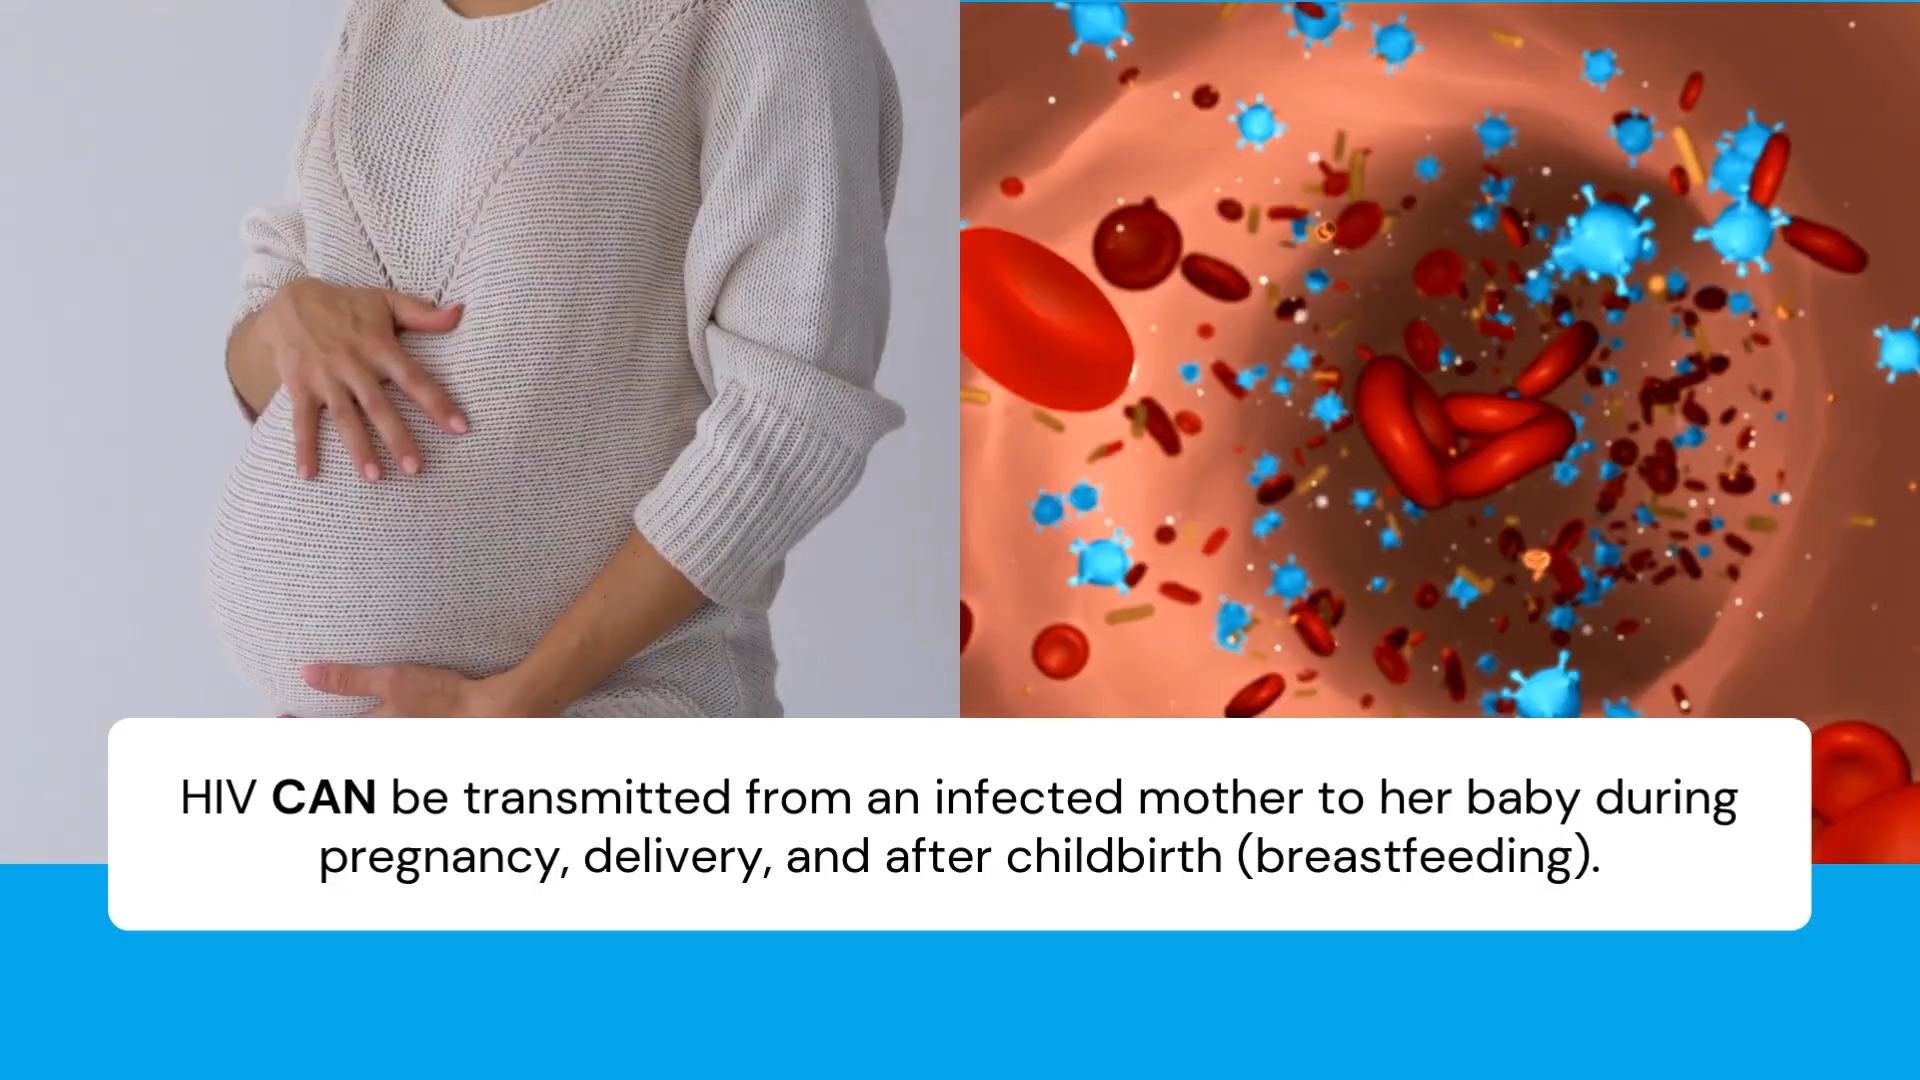 HIV CAN be transmitted from an infected mother to her baby during
pregnancy, delivery, and after childbirth (breastfeeding).